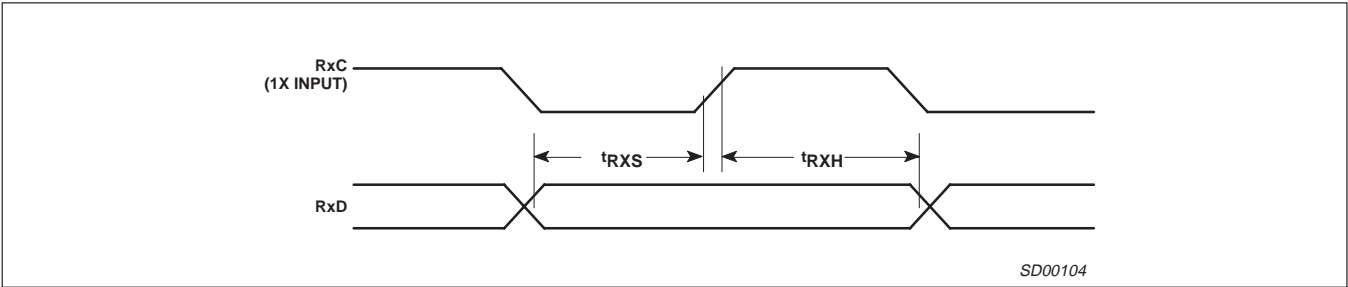 RxC
(1X INPUT)
tRXS
tRXH
RxD
SD00104